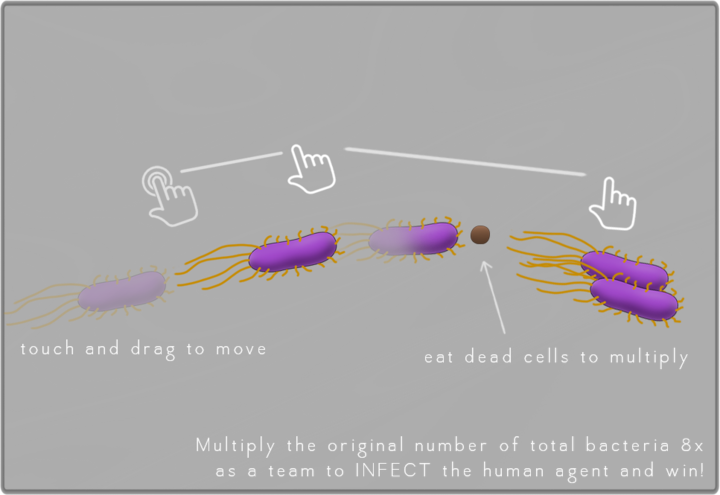 touch and drag to move
eat dead cells to multiply
Multiply the original number of total bacteria 8x
as a team to INFECT the human agent and win!